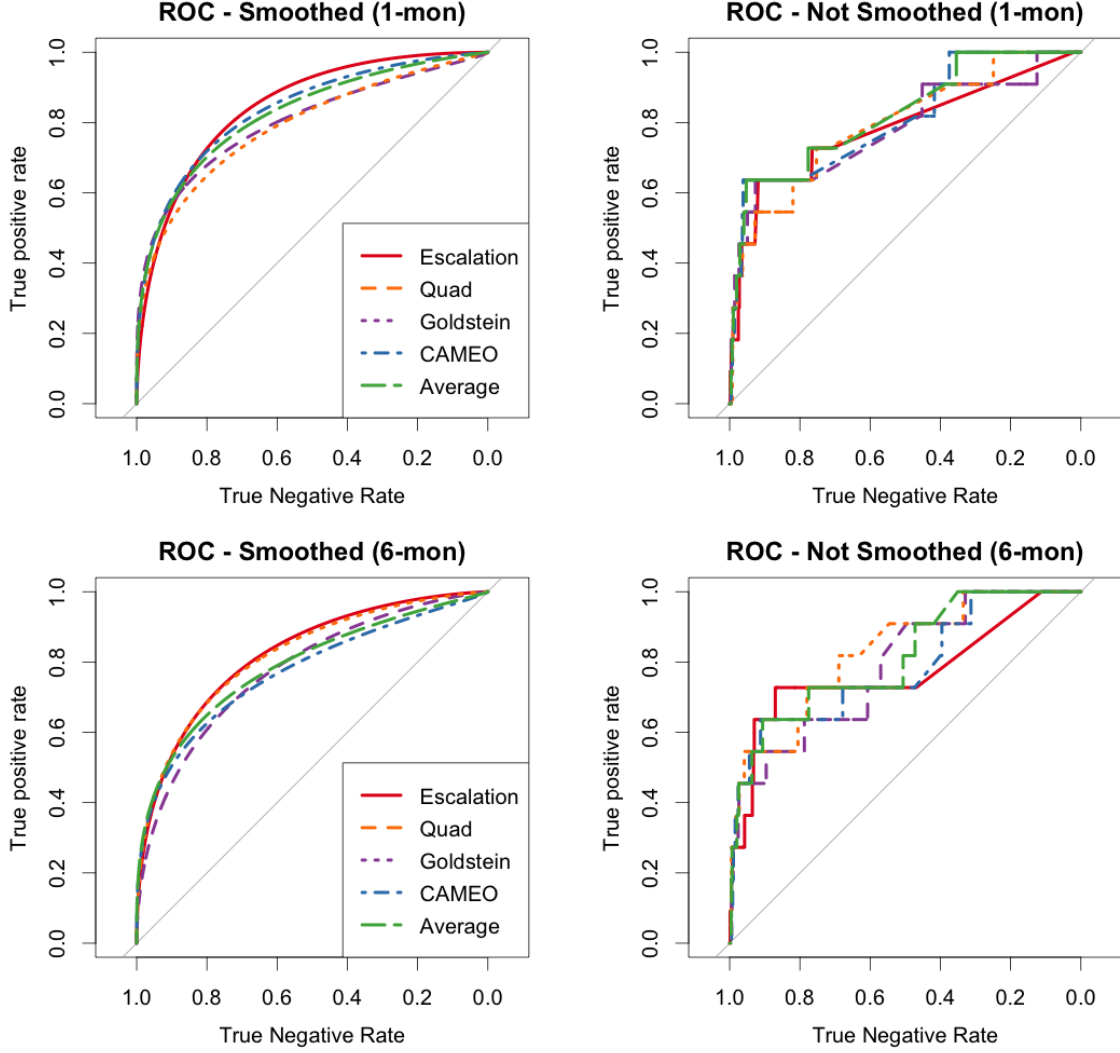 ROC - Smoothed (1-mon)
True positive rate
0.0 0.2 0.4 0.6 0.8 1.0
Escalation
Quad
Goldstein
CAMEO
Average
1.0 0.8 0.6 0.4 0.2 0.0
True Negative Rate
ROC - Not Smoothed (1-mon)
True positive rate
0.0 0.2 0.4 0.6 0.8 1.0
1.0 0.8 0.6 0.4 0.2 0.0
True Negative Rate
ROC - Smoothed (6-mon)
True positive rate
0.0 0.2 0.4 0.6 0.8 1.0
Escalation
Quad
Goldstein
CAMEO
Average
1.0 0.8 0.6 0.4 0.2 0.0
True Negative Rate
ROC - Not Smoothed (6-mon)
True positive rate
0.0 0.2 0.4 0.6 0.8 1.0
1.0 0.8 0.6 0.4 0.2 0.0
True Negative Rate